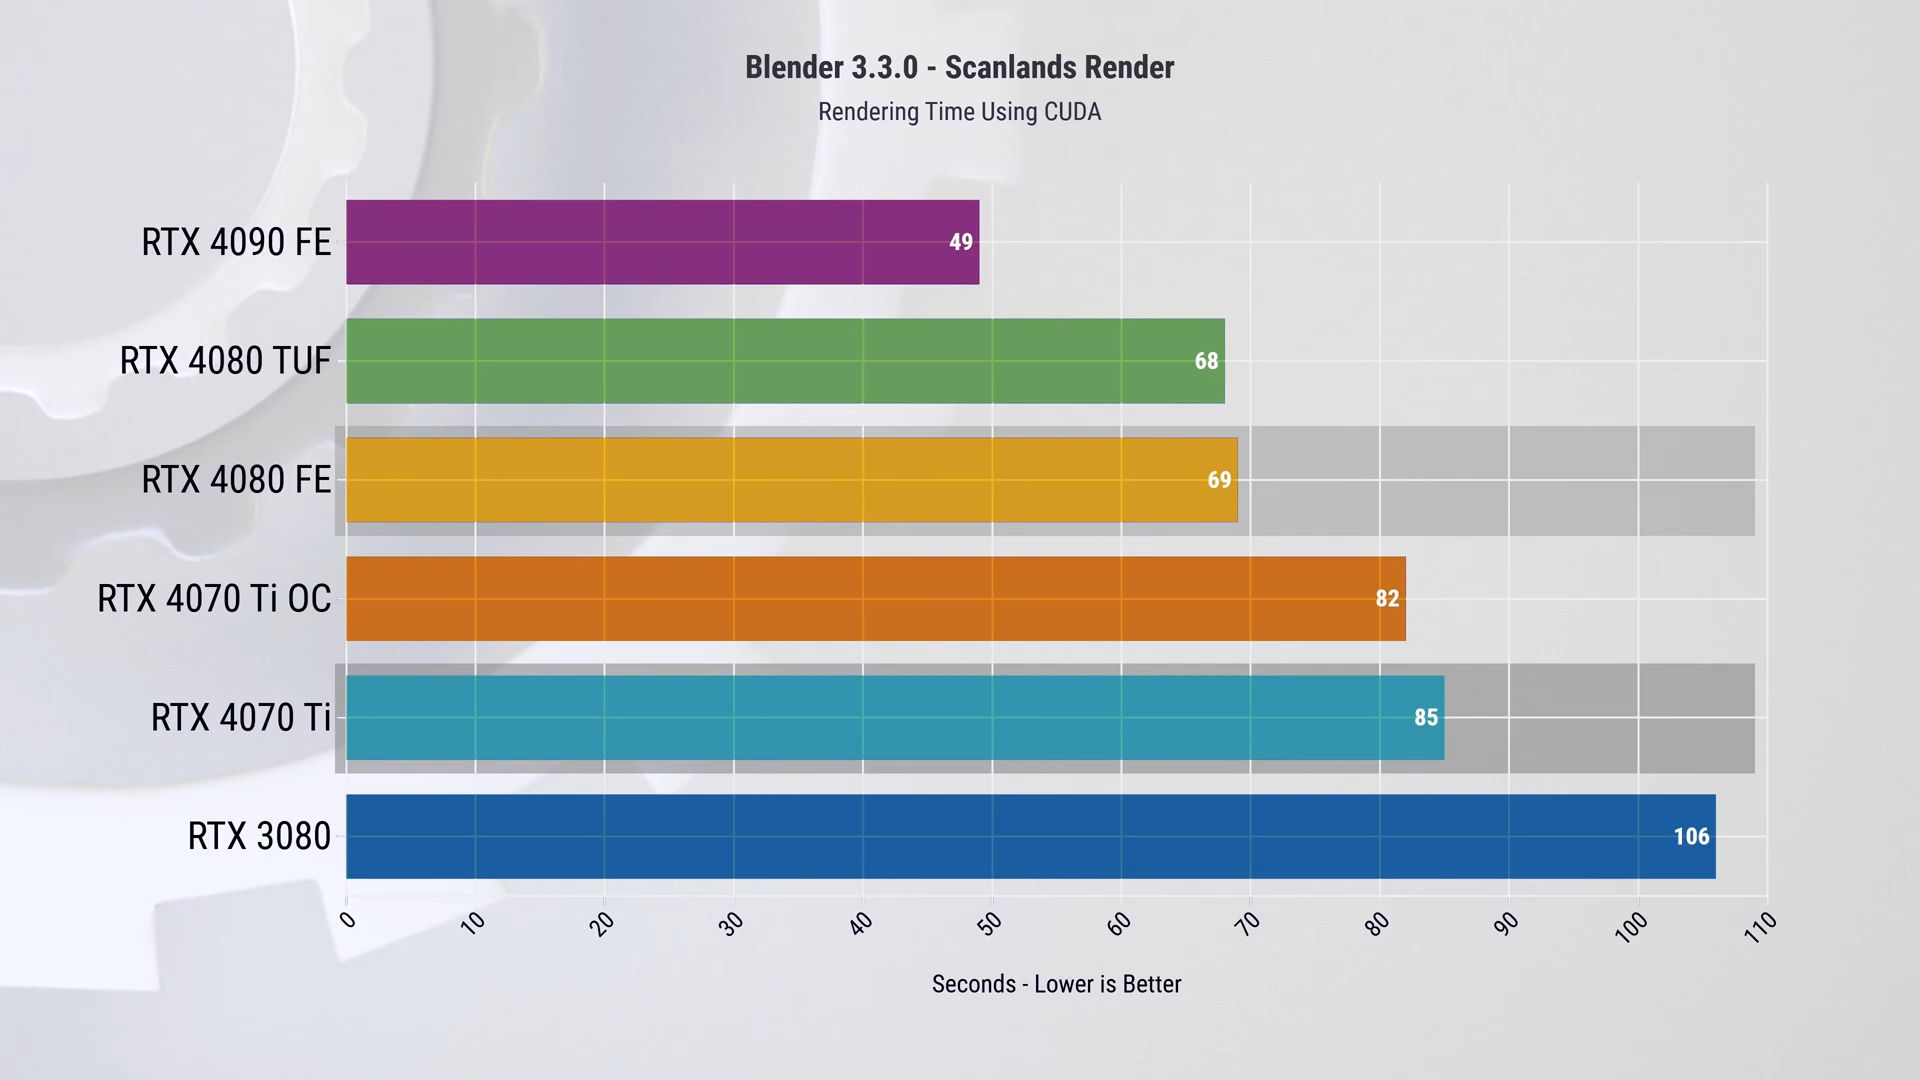 Blender 3.3.0 - Scanlands Render
Rendering Time Using CUDA
RTX 4090 FE 49
RTX 4080 TUF 68
RTX 4080 FE 69
RTX 4070 Ti OC 82
RTX 4070 Ti 85
RTX 3080 106
0 10 20 30 40 50 60 70 80 90 100 110
Seconds - Lower is Better